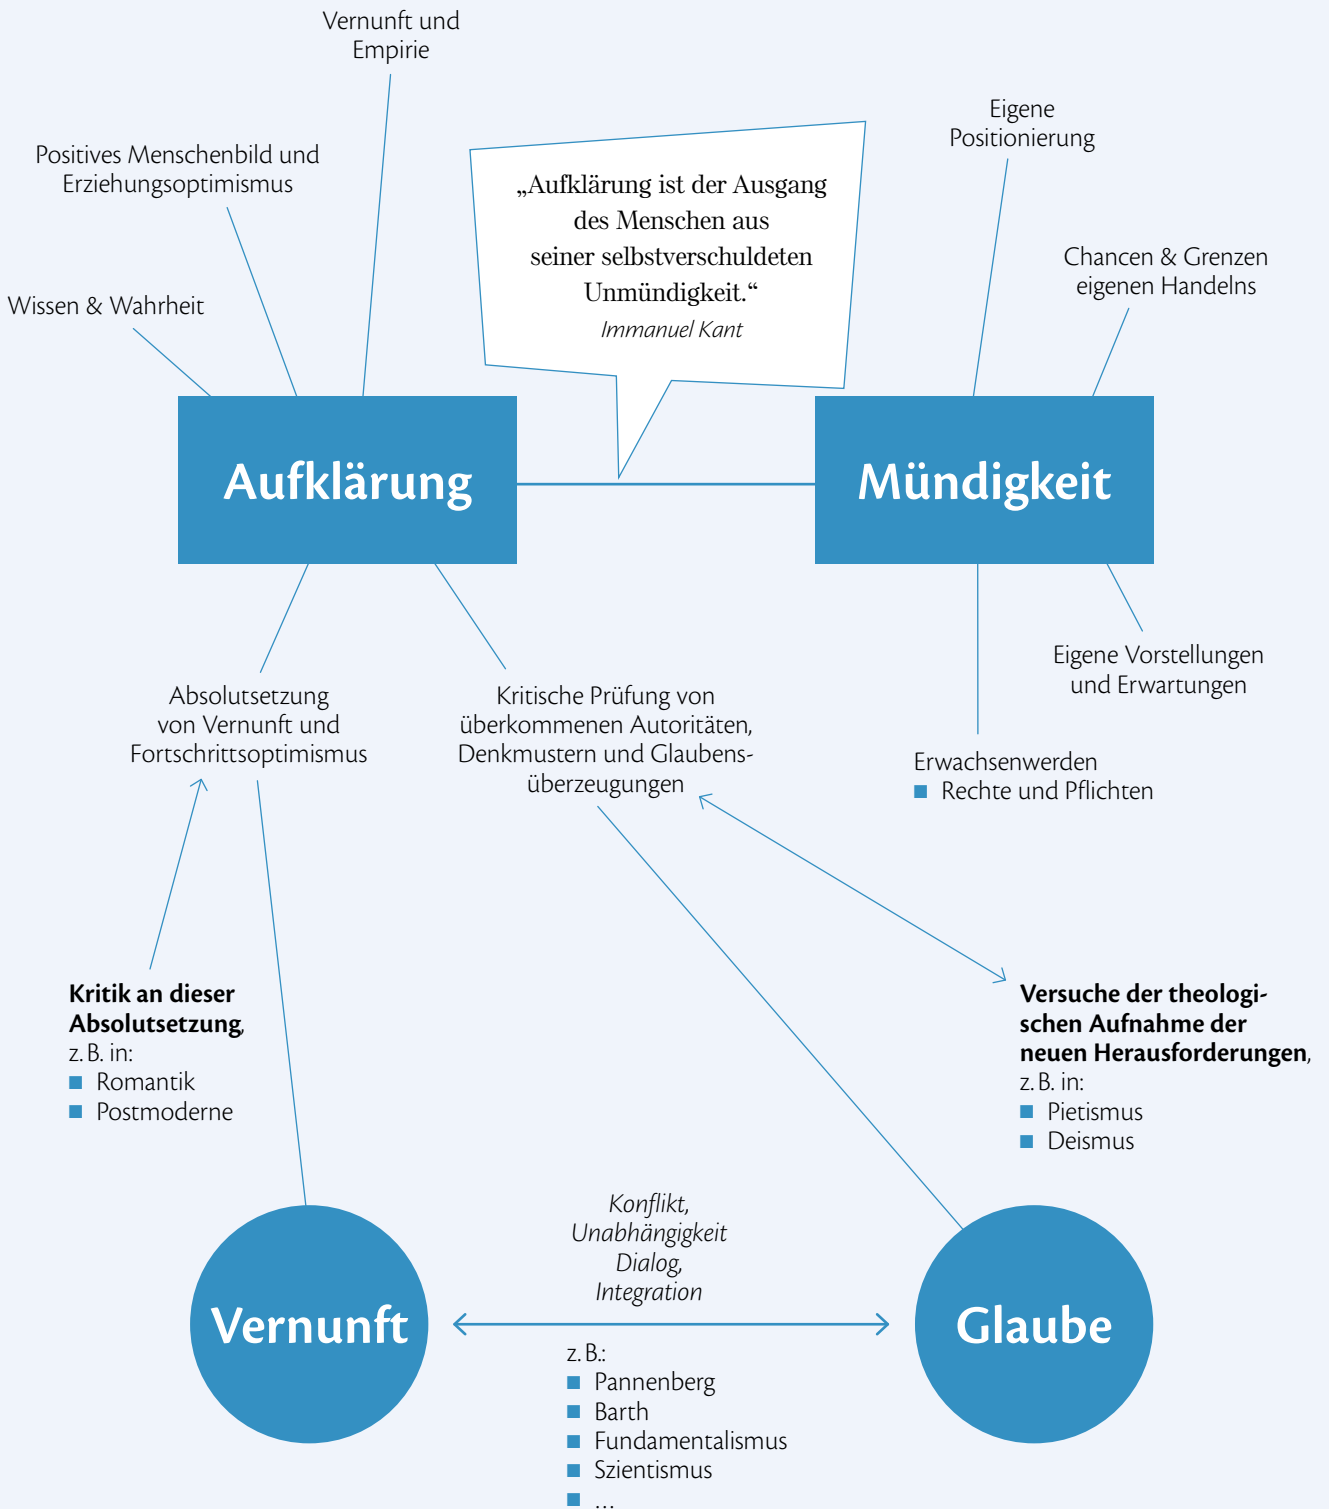 Vernunft und
Empirie
Positives Menschenbild und
Erziehungsoptimismus
Wissen & Wahrheit
„Aufklärung ist der Ausgang
des Menschen aus
seiner selbstverschuldeten
Unmündigkeit.“
Immanuel Kant
Eigene
Positionierung
Chancen & Grenzen
eigenen Handelns
Aufklärung
Mündigkeit
Absolutsetzung
von Vernunft und
Fortschrittsoptimismus
Kritische Prüfung von
überkommenen Autoritäten,
Denkmustern und Glaubens-
überzeugungen
Eigene Vorstellungen
und Erwartungen
Erwachsenwerden
■ Rechte und Pflichten
Kritik an dieser
Absolutsetzung,
z. B. in:
■ Romantik
■ Postmoderne
Versuche der theologi-
schen Aufnahme der
neuen Herausforderungen,
z. B. in:
■ Pietismus
■ Deismus
Konflikt,
Unabhängigkeit
Dialog,
Integration
Vernunft
Glaube
z. B.:
■ Pannenberg
■ Barth
■ Fundamentalismus
■ Szientismus
■ …